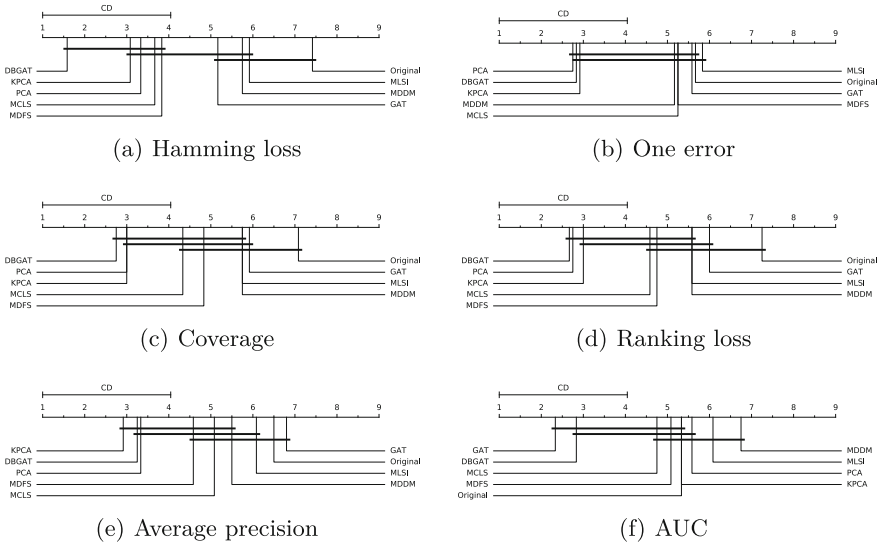 CD
1 2 3 4 5 6 7 8 9
DBGAT Original
KPCA MLSI
PCA MDDM
MCLS GAT
MDFS
(a) Hamming loss
CD
1 2 3 4 5 6 7 8 9
PCA MLSI
DBGAT Original
KPCA GAT
MDDM MDFS
MCLS
(b) One error
CD
1 2 3 4 5 6 7 8 9
DBGAT Original
PCA GAT
KPCA MLSI
MCLS MDDM
MDFS
(c) Coverage
CD
1 2 3 4 5 6 7 8 9
DBGAT Original
PCA GAT
KPCA MLSI
MCLS MDDM
MDFS
(d) Ranking loss
CD
1 2 3 4 5 6 7 8 9
KPCA GAT
DBGAT Original
PCA MLSI
MDFS MDDM
MCLS
(e) Average precision
CD
1 2 3 4 5 6 7 8 9
GAT MDDM
DBGAT MLSI
MCLS PCA
MDFS KPCA
Original
(f) AUC